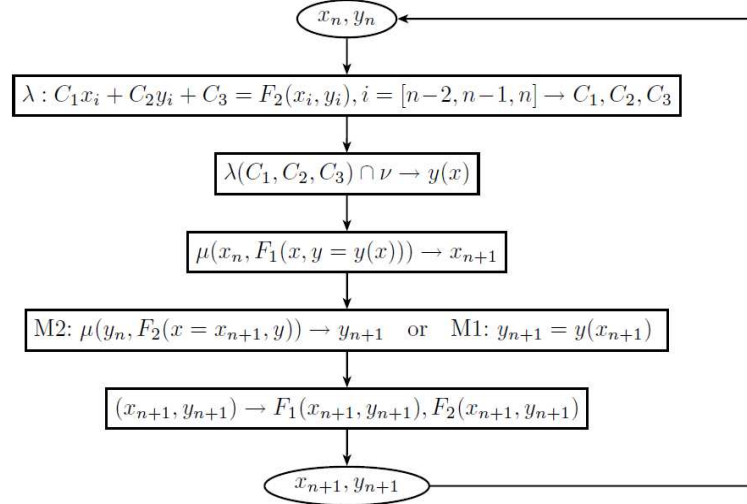 x_n, y_n
λ : C_1x_i + C_2y_i + C_3 = F_2(x_i, y_i), i = [n−2, n−1, n] → C_1, C_2, C_3
λ(C_1, C_2, C_3) ∩ ν → y(x)
μ(x_n, F_1(x, y = y(x))) → x_{n+1}
M2: μ(y_n, F_2(x = x_{n+1}, y)) → y_{n+1} or M1: y_{n+1} = y(x_{n+1})
(x_{n+1}, y_{n+1}) → F_1(x_{n+1}, y_{n+1}), F_2(x_{n+1}, y_{n+1})
x_{n+1}, y_{n+1}